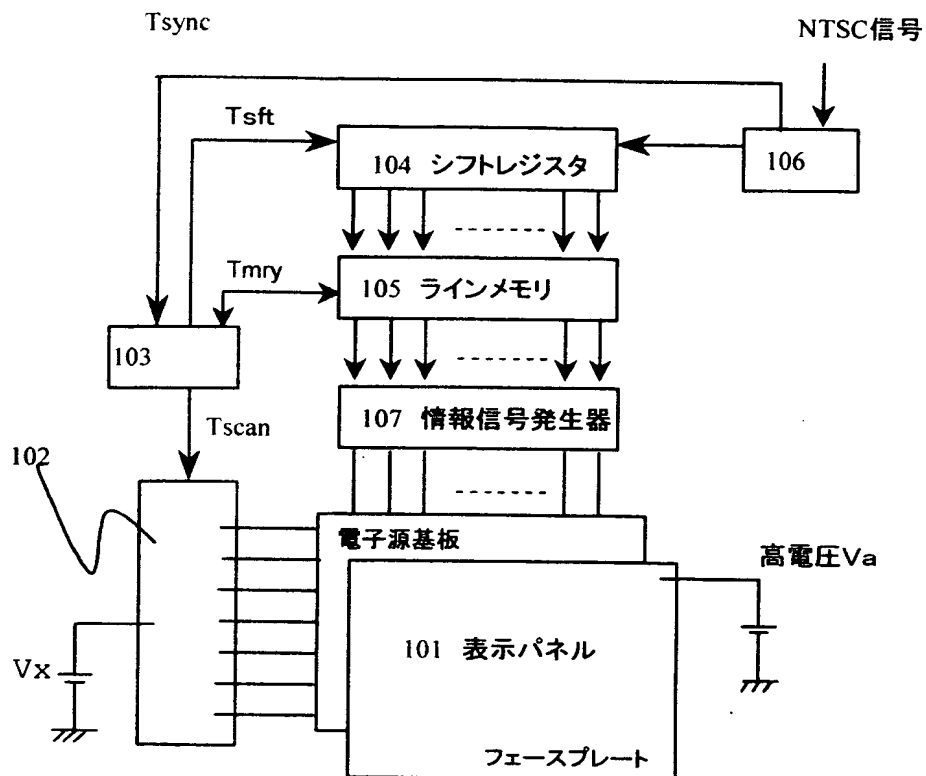 Tsync
NTSC信号
Tsft
104 シフトレジスタ
106
Tmry
105 ラインメモリ
103
107 情報信号発生器
Tscan
102
電子源基板
高電圧Va
101 表示パネル
Vx
フェースプレート